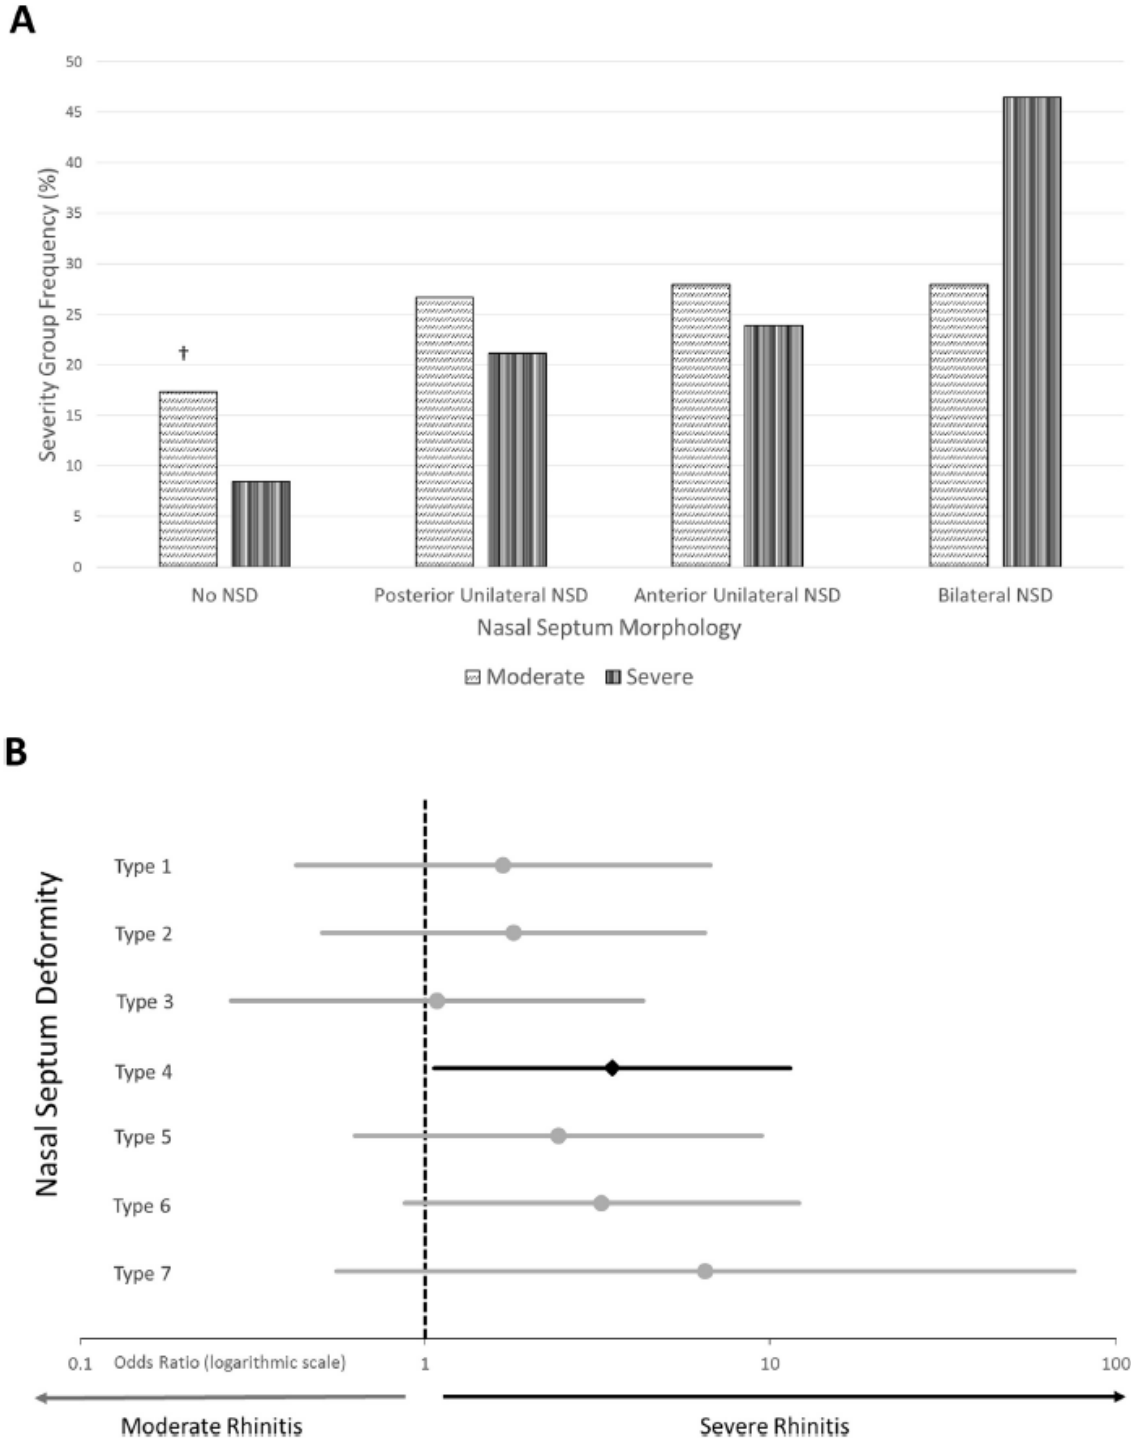 A
50
45
40
35
30
25
20
15
10
5
0
Severity Group Frequency (%)
†
No NSD
Posterior Unilateral NSD
Anterior Unilateral NSD
Bilateral NSD
Nasal Septum Morphology
Moderate
Severe
B
Nasal Septum Deformity
Type 1
Type 2
Type 3
Type 4
Type 5
Type 6
Type 7
0.1
Odds Ratio (logarithmic scale)
1
10
100
Moderate Rhinitis
Severe Rhinitis